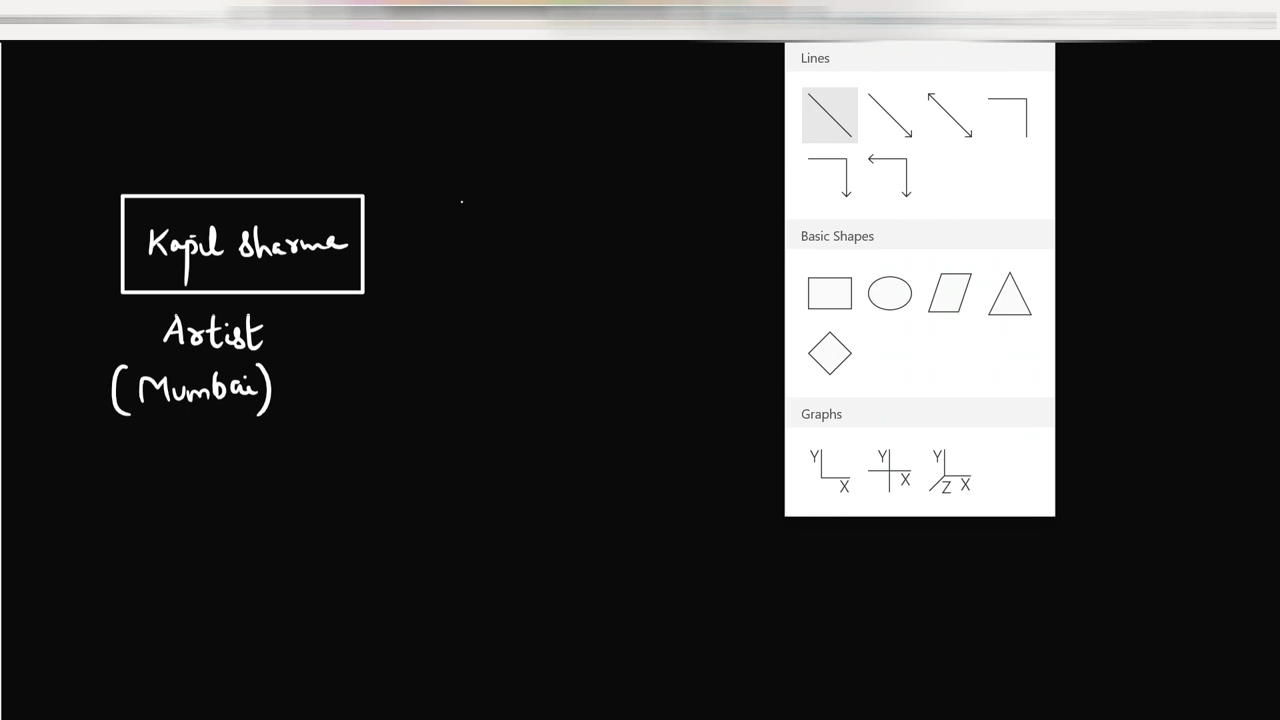 Lines
Kapil Sharma
Artist
(Mumbai)
Basic Shapes
Graphs
Y X
Y X
Y Z X